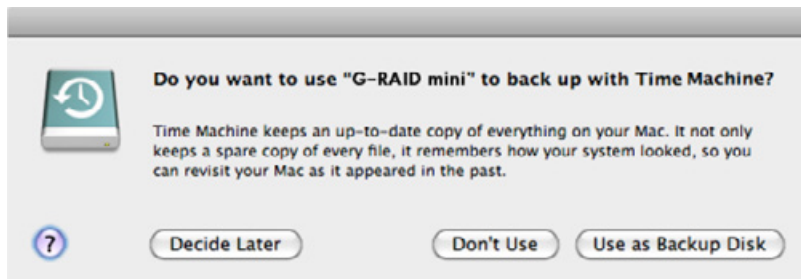 Do you want to use "G-RAID mini" to back up with Time Machine?
Time Machine keeps an up-to-date copy of everything on your Mac. It not only
keeps a spare copy of every file, it remembers how your system looked, so you
can revisit your Mac as it appeared in the past.
?
Decide Later
Don't Use
Use as Backup Disk